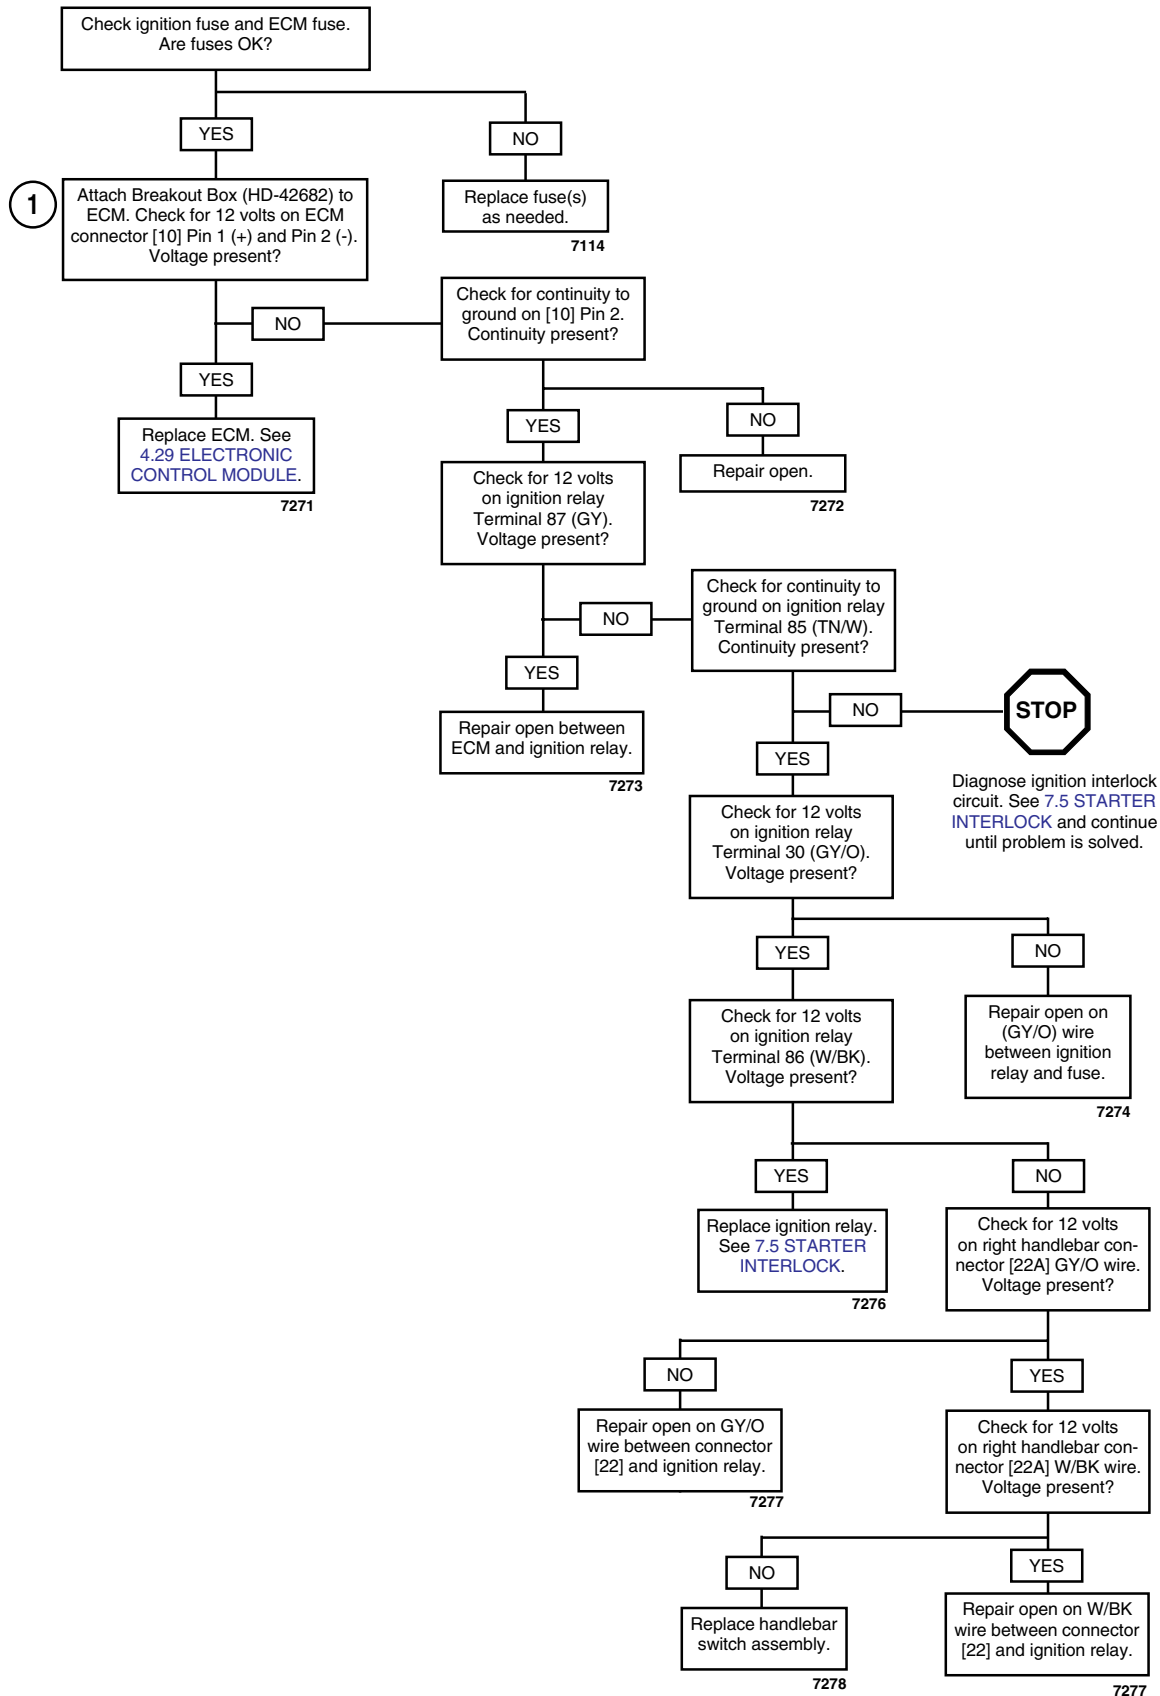 Check ignition fuse and ECM fuse.
Are fuses OK?
YES
NO
1
Attach Breakout Box (HD-42682) to
ECM. Check for 12 volts on ECM
connector [10] Pin 1 (+) and Pin 2 (-).
Voltage present?
Replace fuse(s)
as needed.
7114
NO
Check for continuity to
ground on [10] Pin 2.
Continuity present?
YES
Replace ECM. See
4.29 ELECTRONIC
CONTROL MODULE.
7271
YES
NO
Check for 12 volts
on ignition relay
Terminal 87 (GY).
Voltage present?
Repair open.
7272
NO
Check for continuity to
ground on ignition relay
Terminal 85 (TN/W).
Continuity present?
YES
Repair open between
ECM and ignition relay.
7273
NO
STOP
Diagnose ignition interlock
circuit. See 7.5 STARTER
INTERLOCK and continue
until problem is solved.
YES
Check for 12 volts
on ignition relay
Terminal 30 (GY/O).
Voltage present?
YES
NO
Check for 12 volts
on ignition relay
Terminal 86 (W/BK).
Voltage present?
Repair open on
(GY/O) wire
between ignition
relay and fuse.
7274
YES
NO
Replace ignition relay.
See 7.5 STARTER
INTERLOCK.
7276
Check for 12 volts
on right handlebar con-
nector [22A] GY/O wire.
Voltage present?
NO
YES
Repair open on GY/O
wire between connector
[22] and ignition relay.
7277
Check for 12 volts
on right handlebar con-
nector [22A] W/BK wire.
Voltage present?
NO
YES
Replace handlebar
switch assembly.
7278
Repair open on W/BK
wire between connector
[22] and ignition relay.
7277